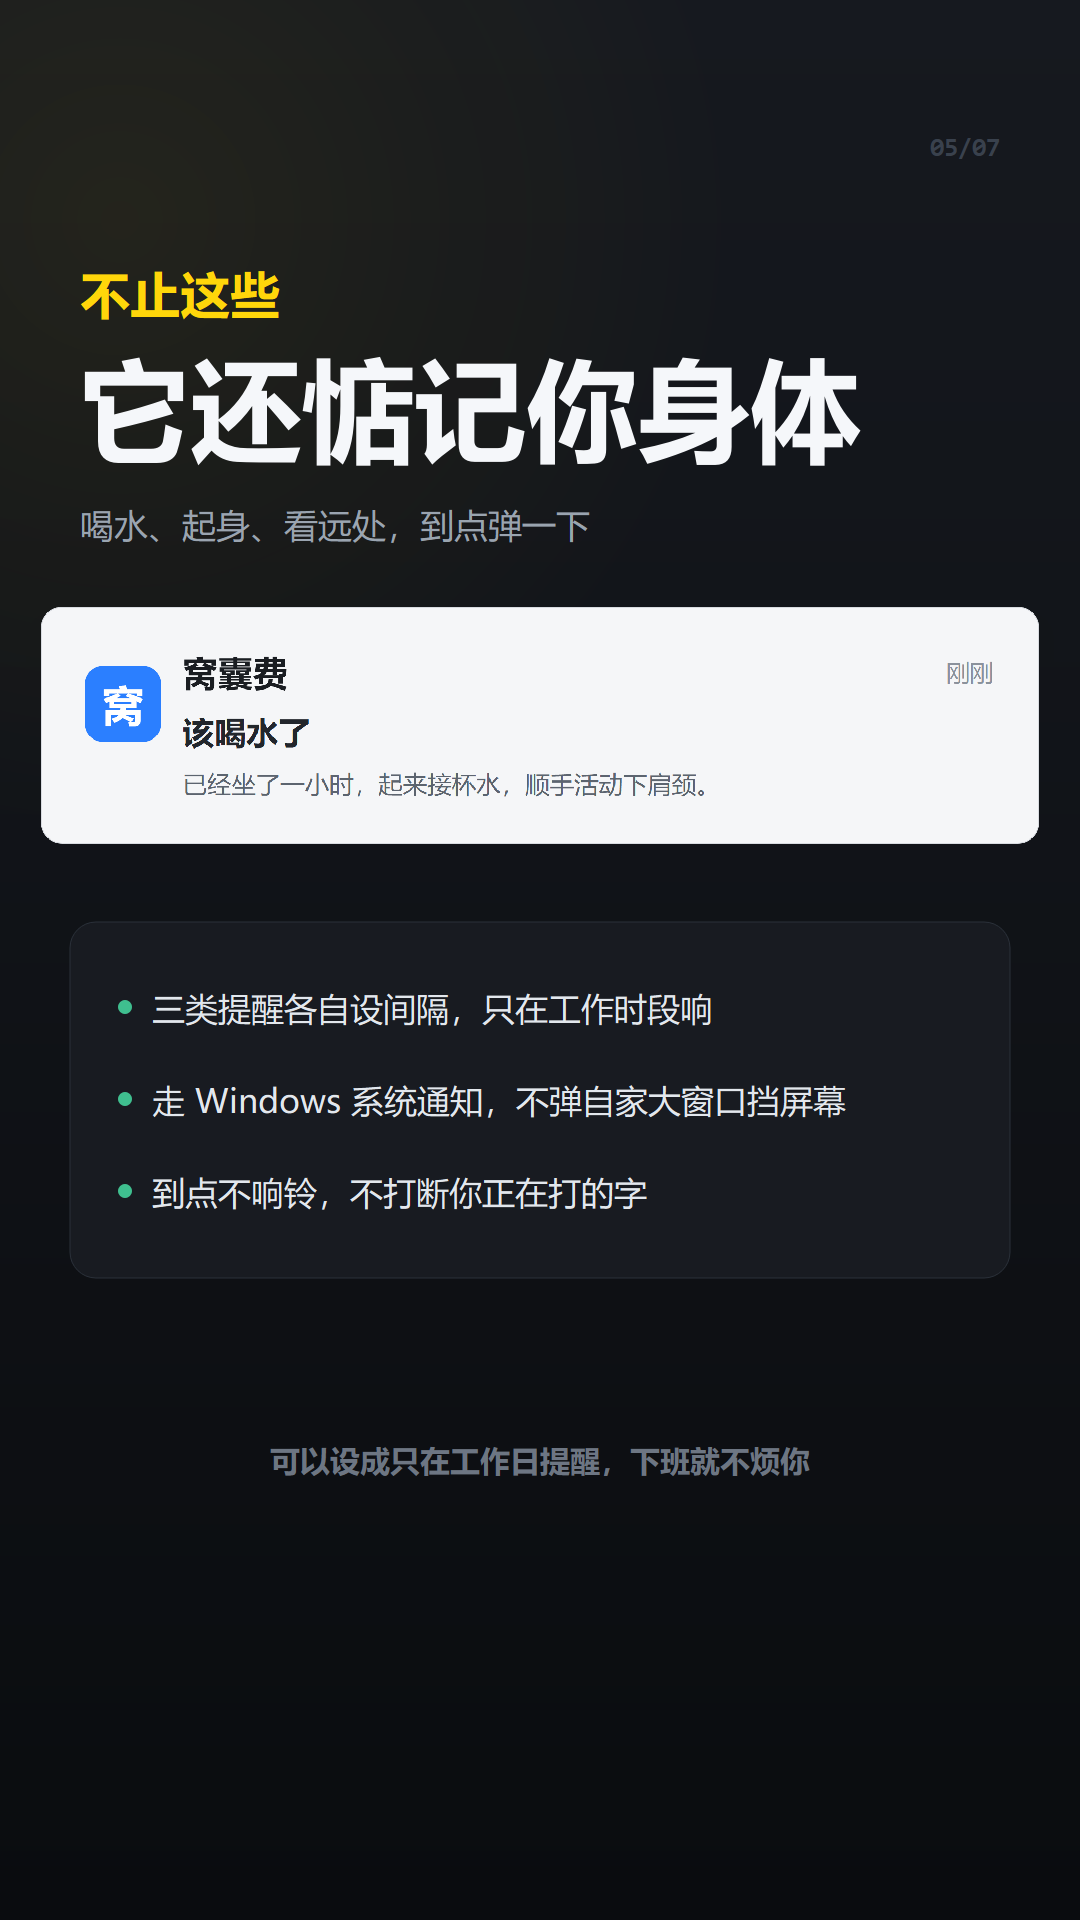 05/07
不止这些
它还惦记你身体
喝水、起身、看远处，到点弹一下
窝
窝囊费
刚刚
该喝水了
已经坐了一小时，起来接杯水，顺手活动下肩颈。
三类提醒各自设间隔，只在工作时段响
走 Windows 系统通知，不弹自家大窗口挡屏幕
到点不响铃，不打断你正在打的字
可以设成只在工作日提醒，下班就不烦你